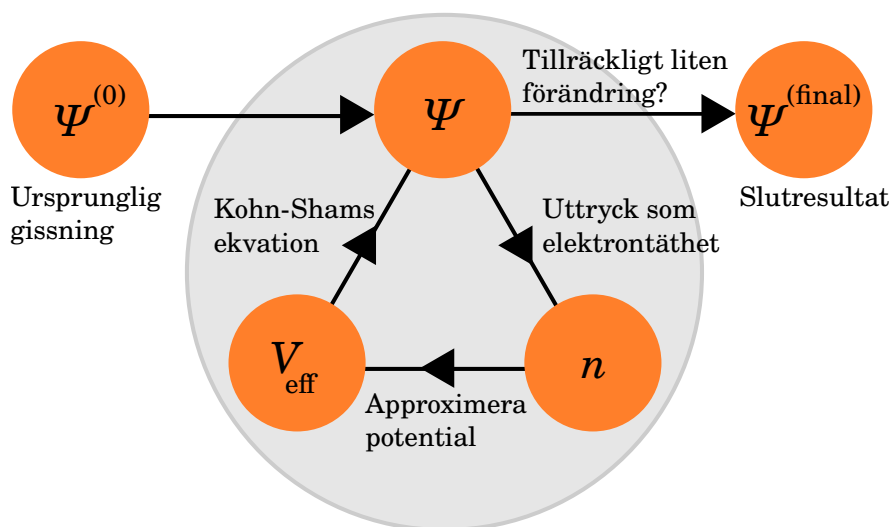 Ψ(0)
Ursprunglig
gissning
Ψ
Tillräckligt liten
förändring?
Ψ(final)
Slutresultat
Kohn-Shams
ekvation
Uttryck som
elektrontäthet
Veff
n
Approximera
potential